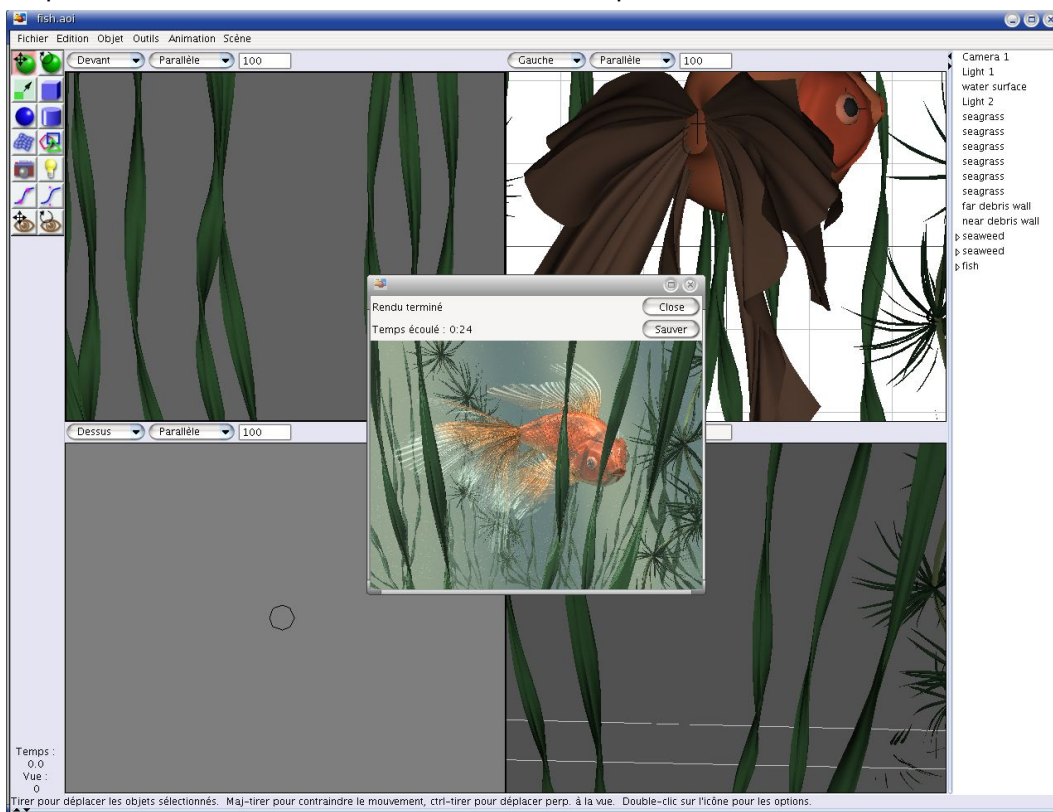 fish.aoi
Fichier Edition Objet Outils Animation Scène
Devant Parallèle 100
Gauche Parallèle 100
Camera 1
Light 1
water surface
Light 2
seagrass
seagrass
seagrass
seagrass
seagrass
seagrass
far debris wall
near debris wall
seaweed
seaweed
fish
Rendu terminé Close
Temps écoulé : 0:24 Sauver
Dessus Parallèle 100
Temps :
0.0
Vue :
0
Tirer pour déplacer les objets sélectionnés. Maj-tirer pour contraindre le mouvement, ctrl-tirer pour déplacer perp. à la vue. Double-clic sur l'icône pour les options.